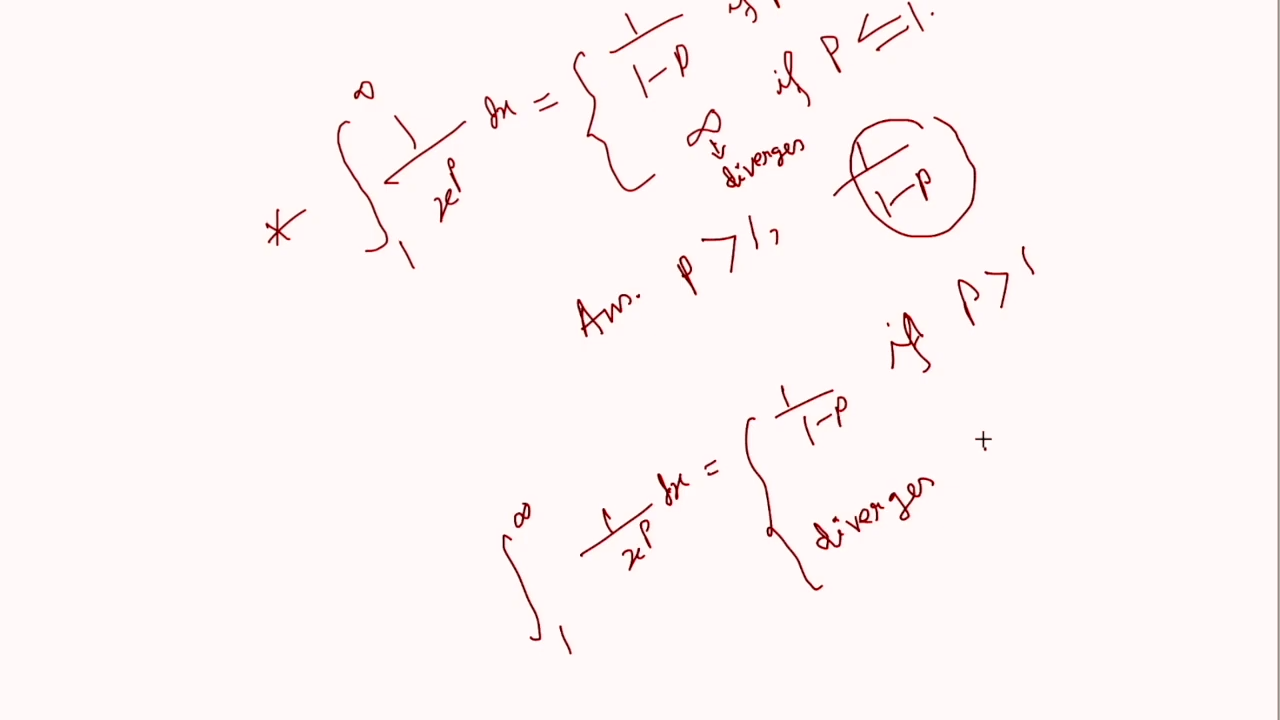 * ∫₁^∞ 1/x^p dx = { 1/(1-p) if
∞ if p ≤ 1.
↓
diverges
Ans. p > 1, 1/(1-p)
∫₁^∞ 1/x^p dx = { 1/(1-p) if p > 1
diverges